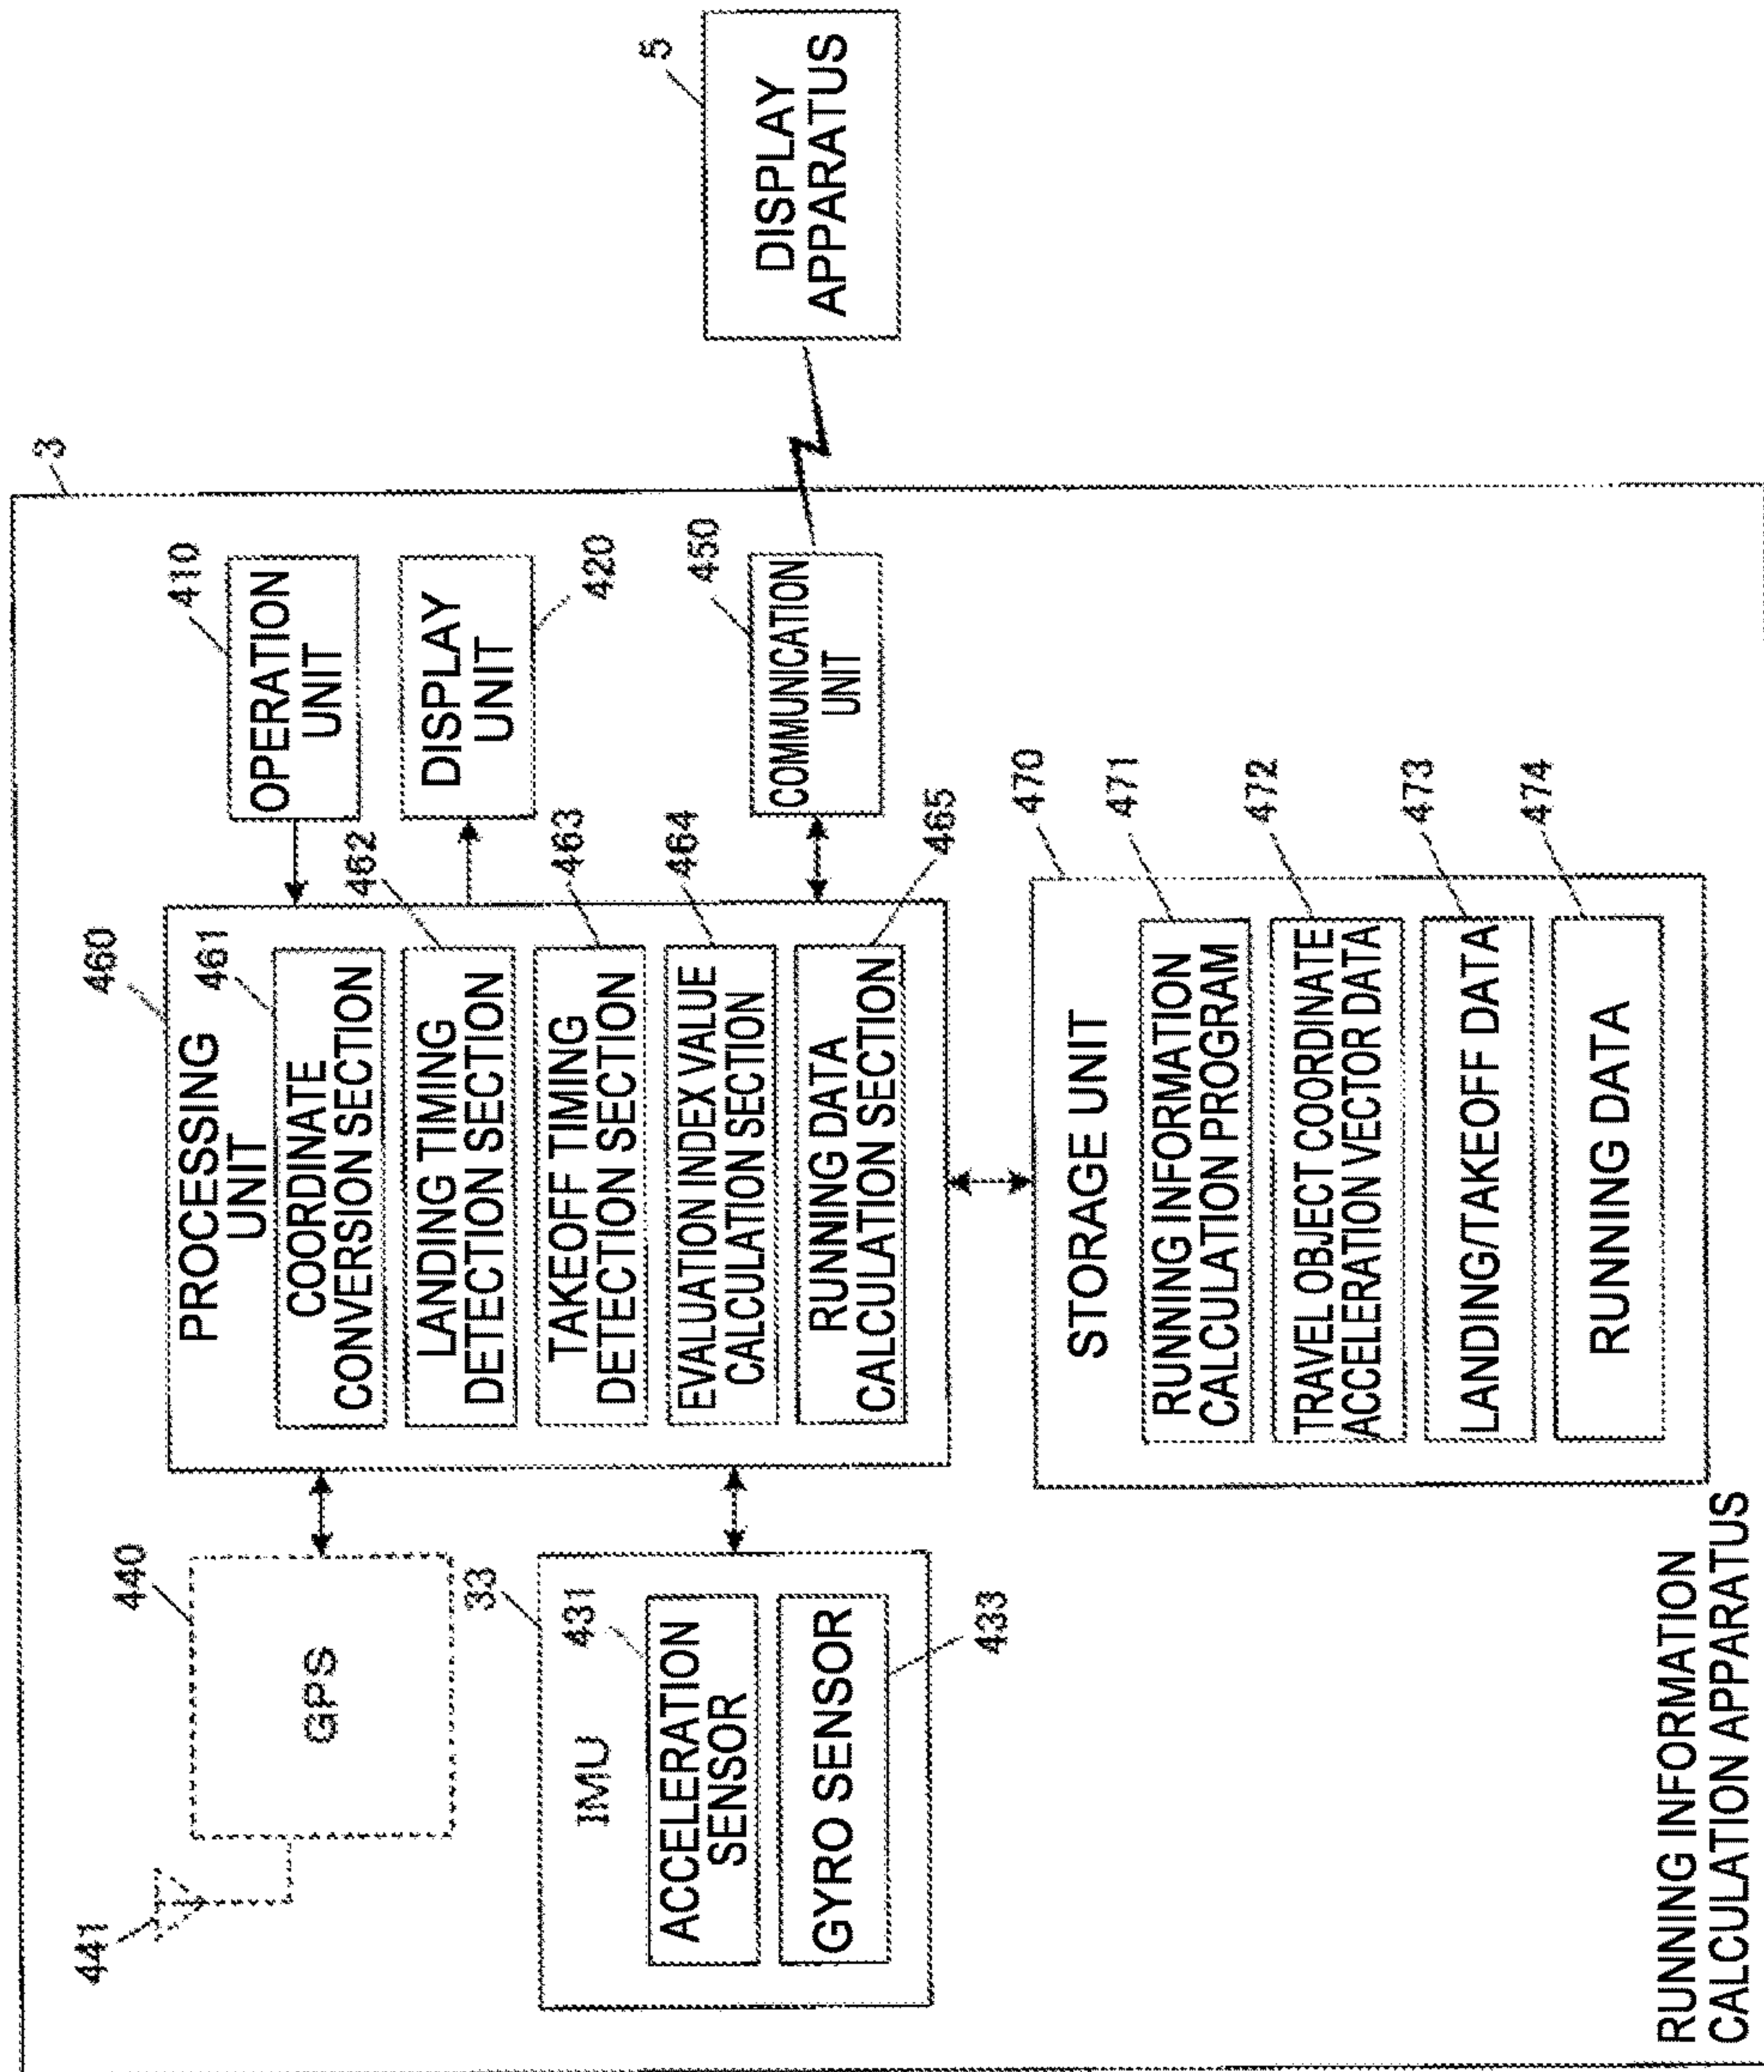 3
441
440
GPS
33
IMU
431
ACCELERATION
SENSOR
GYRO SENSOR
433
460
PROCESSING
UNIT
461
COORDINATE
CONVERSION SECTION
462
LANDING TIMING
DETECTION SECTION
463
TAKEOFF TIMING
DETECTION SECTION
464
EVALUATION INDEX VALUE
CALCULATION SECTION
465
RUNNING DATA
CALCULATION SECTION
410
OPERATION
UNIT
DISPLAY
UNIT
420
450
COMMUNICATION
UNIT
5
DISPLAY
APPARATUS
470
STORAGE UNIT
471
RUNNING INFORMATION
CALCULATION PROGRAM
472
TRAVEL OBJECT COORDINATE
ACCELERATION VECTOR DATA
473
LANDING/TAKEOFF DATA
474
RUNNING DATA
RUNNING INFORMATION
CALCULATION APPARATUS